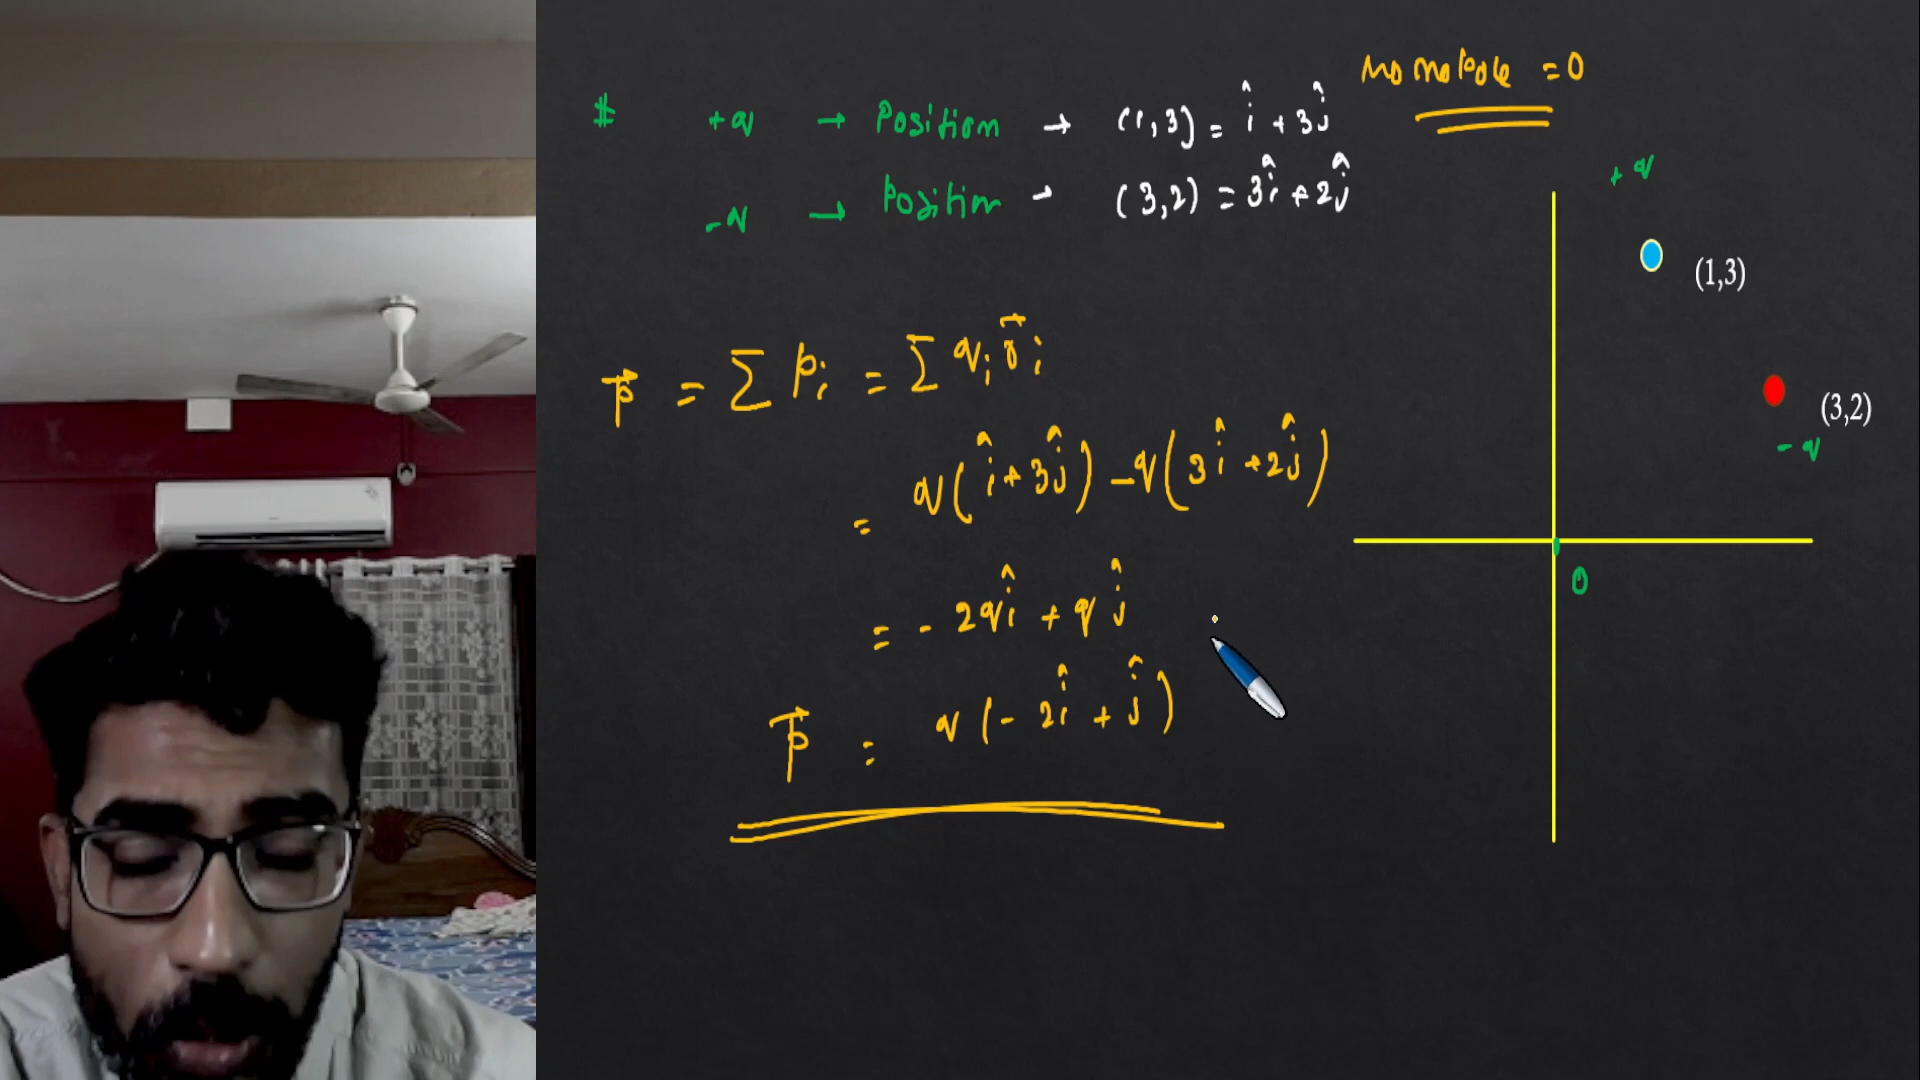 Monopole = 0
# +q → Position → (1,3) = î + 3ĵ
-q → Position - (3,2) = 3î + 2ĵ
+q
(1,3)
p⃗ = Σ pᵢ = Σ qᵢ r⃗ᵢ
(3,2)
-q
= q(î + 3ĵ) - q(3î + 2ĵ)
0
= - 2qî + qĵ
p⃗ = q(- 2î + ĵ)